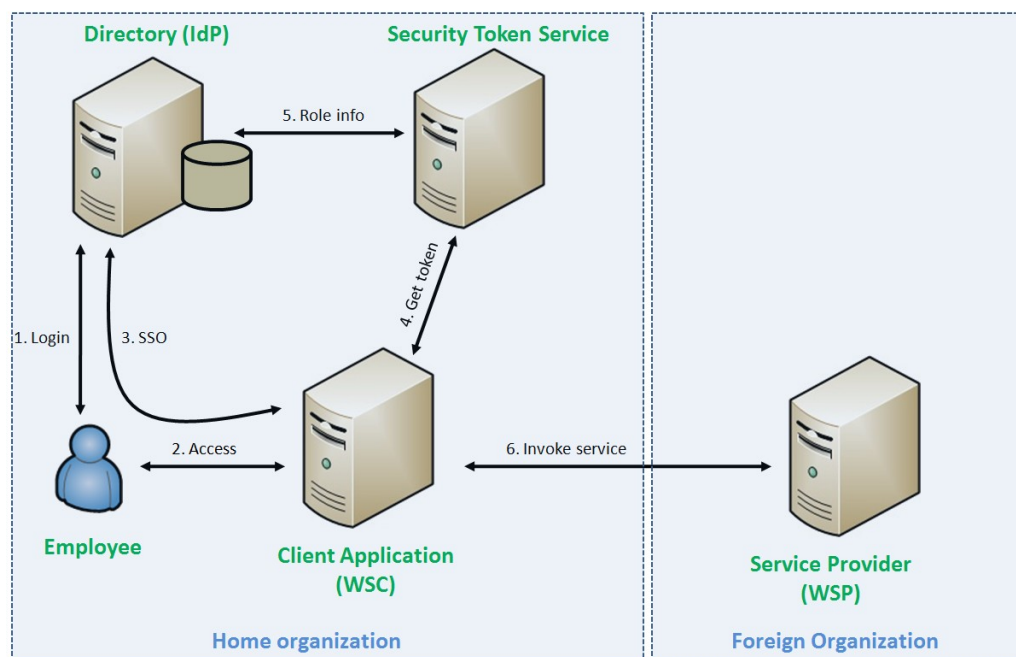 Directory (IdP)
Security Token Service
5. Role info
4. Get token
1. Login
3. SSO
2. Access
6. Invoke service
Employee
Client Application
(WSC)
Service Provider
(WSP)
Home organization
Foreign Organization